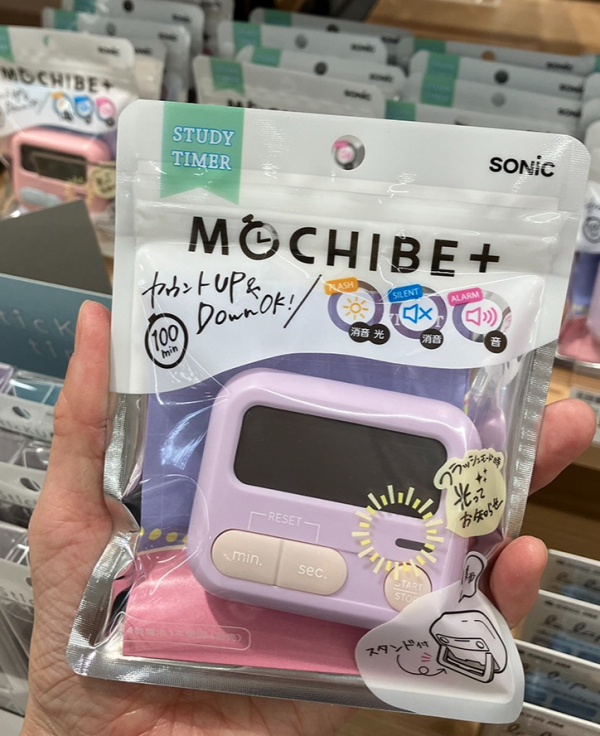 STUDY
TIMER
SONiC
MOCHIBE+
カウントUP&
DownOK!
100
min
FLASH
消音 光
SILENT
消音
ALARM
音
フラッシュモード時
光って
お知らせ
RESET
min.
sec.
START
STOP
スタンド付
MOCHIBE+
SONiC